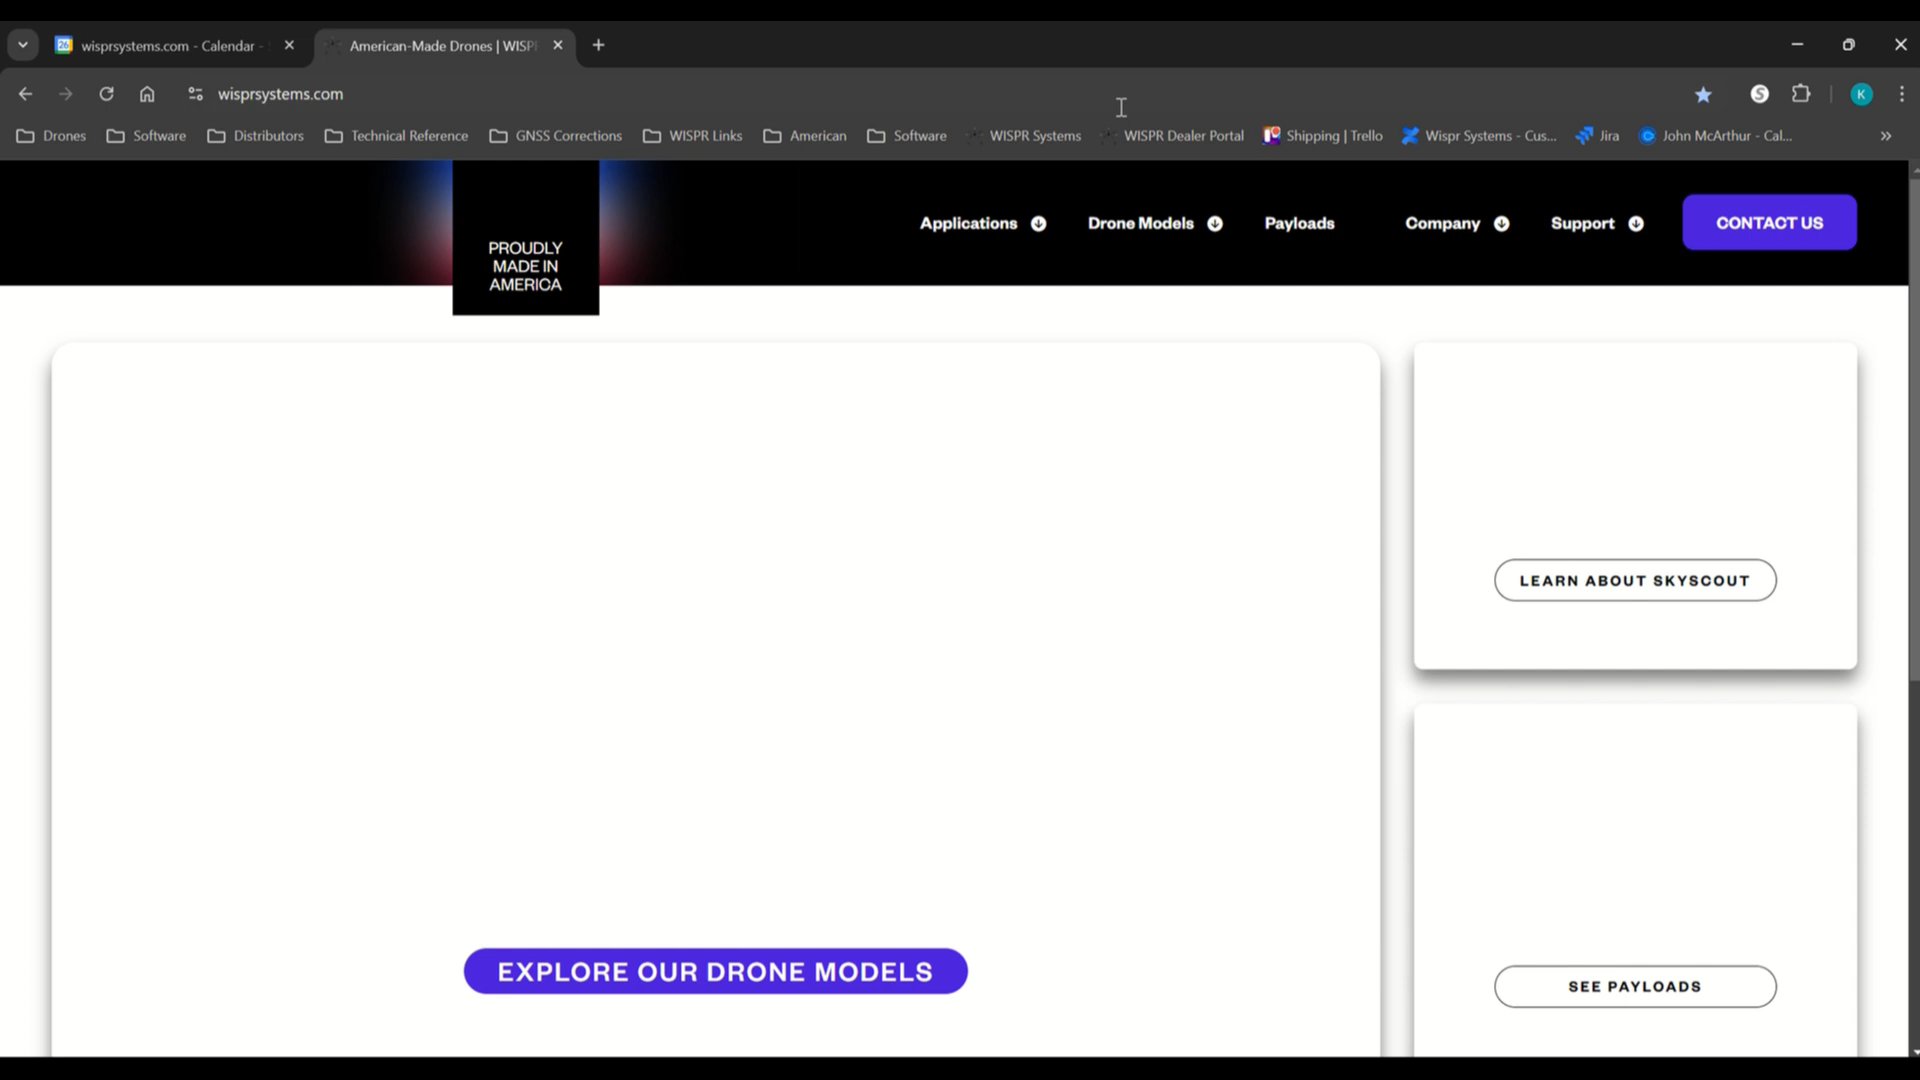 26 wisprsystems.com - Calendar -
American-Made Drones | WISP
wisprsystems.com
S
K
Drones
Software
Distributors
Technical Reference
GNSS Corrections
WISPR Links
American
Software
WISPR Systems
WISPR Dealer Portal
Shipping | Trello
Wispr Systems - Cus...
Jira
John McArthur - Cal...
PROUDLY
MADE IN
AMERICA
Applications
Drone Models
Payloads
Company
Support
CONTACT US
LEARN ABOUT SKYSCOUT
EXPLORE OUR DRONE MODELS
SEE PAYLOADS